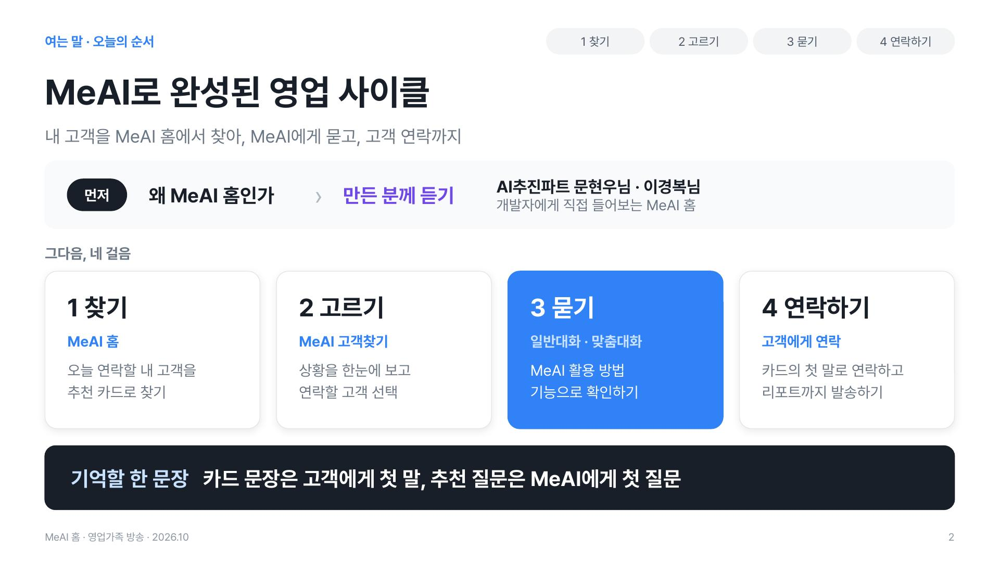 여는 말 · 오늘의 순서
1 찾기
2 고르기
3 묻기
4 연락하기
MeAI로 완성된 영업 사이클
내 고객을 MeAI 홈에서 찾아, MeAI에게 묻고, 고객 연락까지
먼저
왜 MeAI 홈인가
›
만든 분께 듣기
AI추진파트 문현우님 · 이경복님
개발자에게 직접 들어보는 MeAI 홈
그다음, 네 걸음
1 찾기
MeAI 홈
오늘 연락할 내 고객을
추천 카드로 찾기
2 고르기
MeAI 고객찾기
상황을 한눈에 보고
연락할 고객 선택
3 묻기
일반대화 · 맞춤대화
MeAI 활용 방법
기능으로 확인하기
4 연락하기
고객에게 연락
카드의 첫 말로 연락하고
리포트까지 발송하기
기억할 한 문장 카드 문장은 고객에게 첫 말, 추천 질문은 MeAI에게 첫 질문
MeAI 홈 · 영업가족 방송 · 2026.10
2